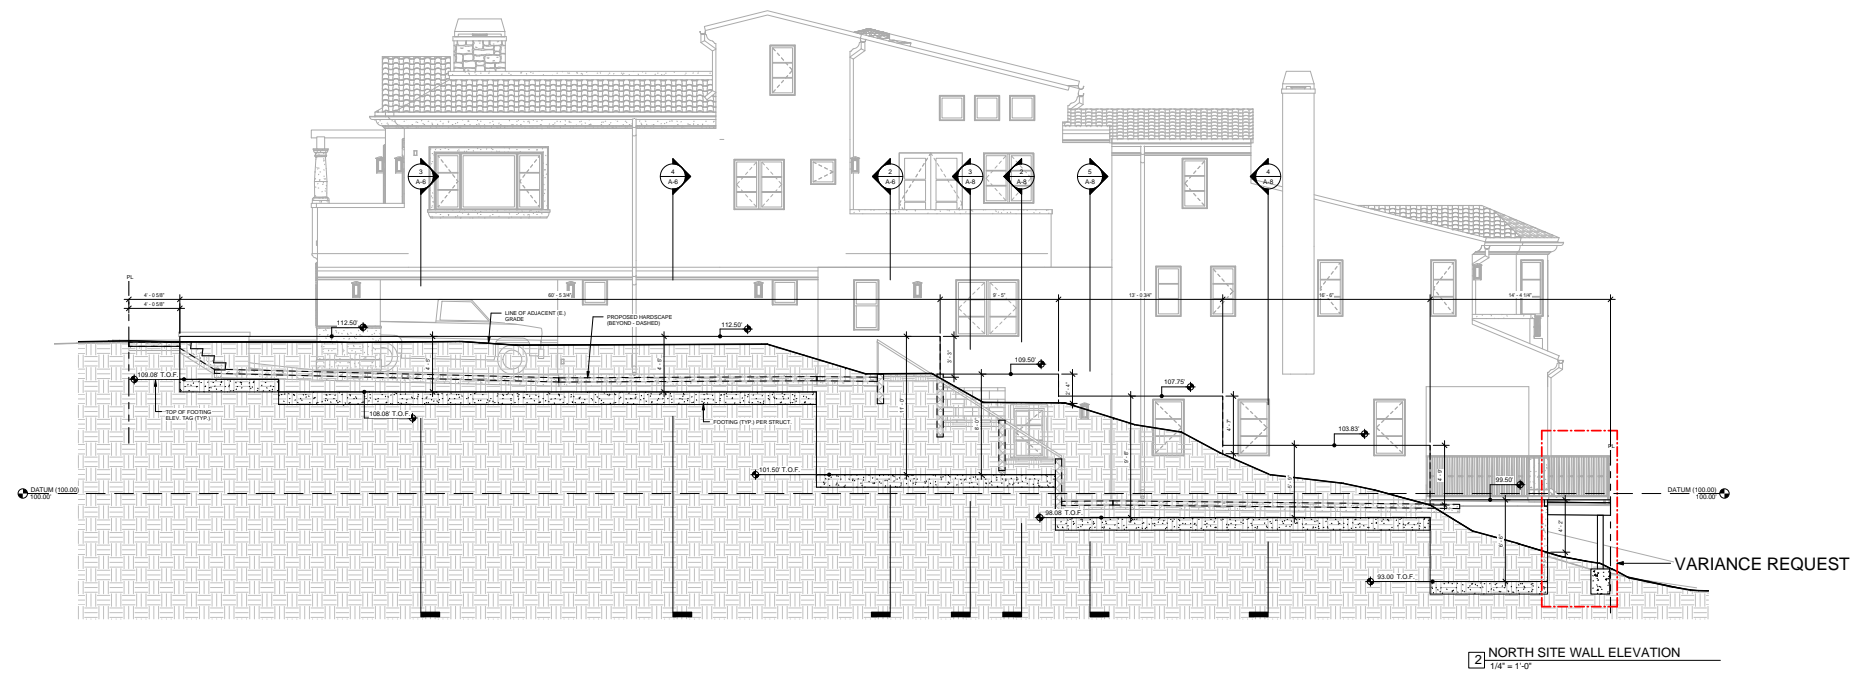 3
A-6
4
A-6
2
A-6
3
A-8
2
A-8
5
A-8
4
A-8
PL
4' - 0 5/8"
60' - 5 3/4"
9' - 5"
13' - 0 3/4"
16' - 6"
14' - 4 1/4"
4' - 0 5/8"
LINE OF ADJACENT (E.)
GRADE
PROPOSED HARDSCAPE
(BEYOND - DASHED)
112.50'
112.50'
109.50'
107.75'
103.83'
99.50'
109.08' T.O.F.
TOP OF FOOTING
ELEV. TAG (TYP.)
108.08' T.O.F.
FOOTING (TYP.) PER STRUCT.
101.50' T.O.F.
98.08' T.O.F.
93.00' T.O.F.
DATUM (100.00)
100.00'
DATUM (100.00)
100.00'
PL
VARIANCE REQUEST
2
NORTH SITE WALL ELEVATION
1/4" = 1'-0"